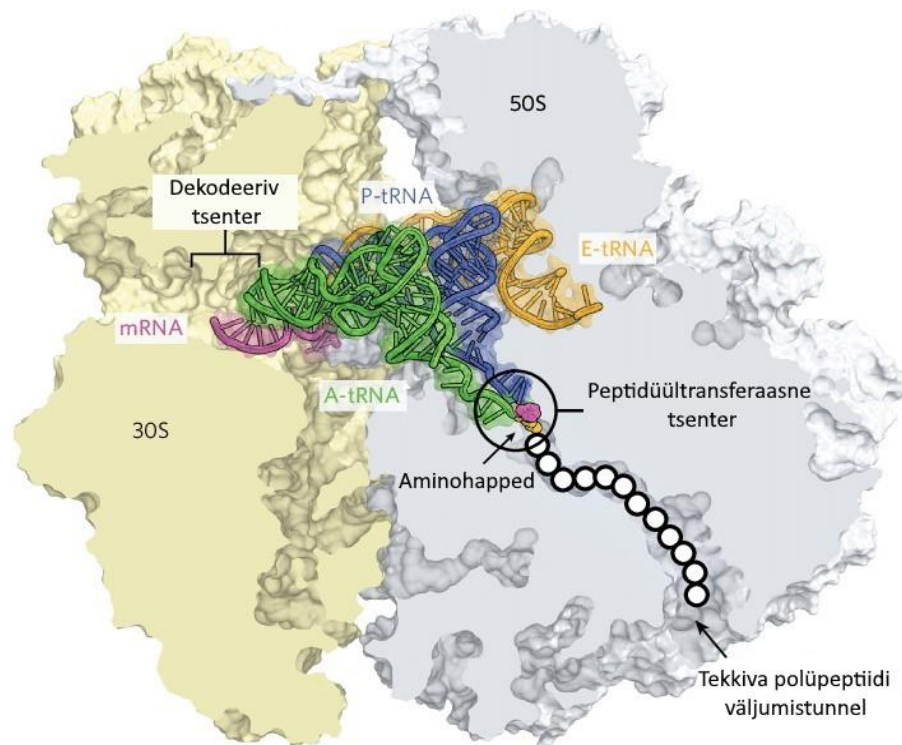 50S
Dekodeeriv
tsenter
P-tRNA
E-tRNA
mRNA
A-tRNA
30S
Peptidüültransferaasne
tsenter
Aminohapped
Tekkiva polüpeptiidi
väljumistunnel